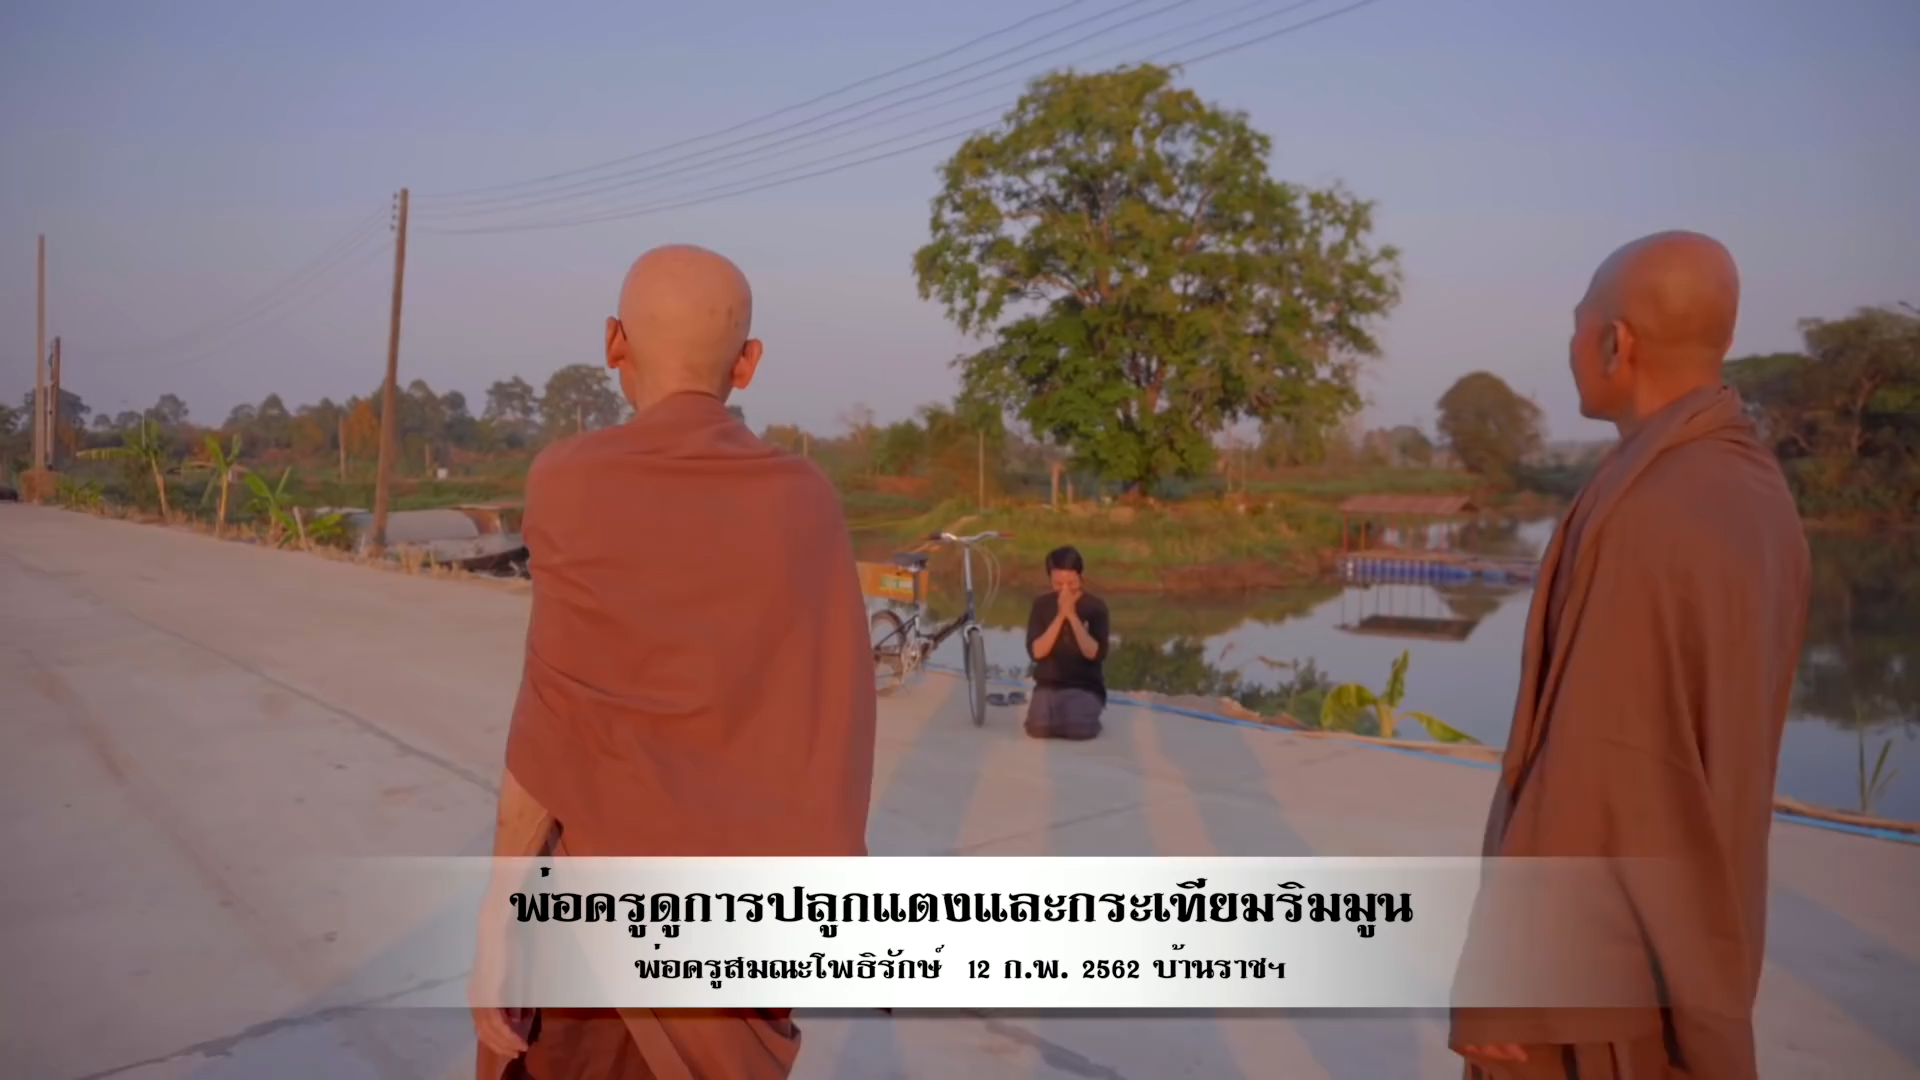 พ่อครูดูการปลูกแตงและกระเทียมริมมูน
พ่อครูสมณะโพธิรักษ์ 12 ก.พ. 2562 บ้านราชฯ